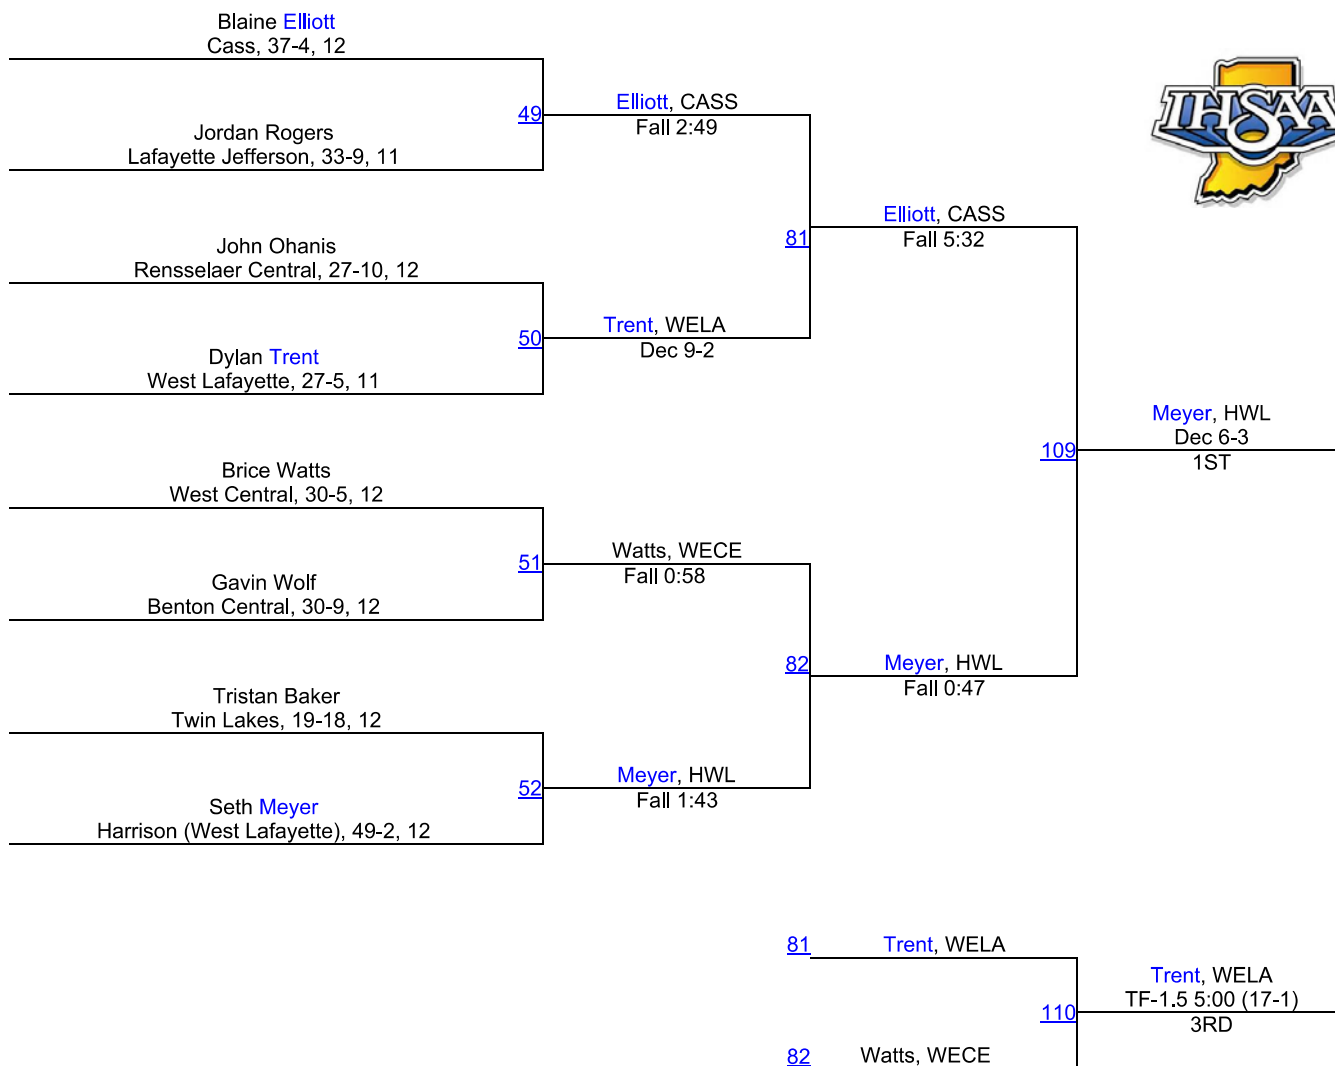 Blaine Elliott
Cass, 37-4, 12
Jordan Rogers
Lafayette Jefferson, 33-9, 11
49
Elliott, CASS
Fall 2:49
IHSAA
John Ohanis
Rensselaer Central, 27-10, 12
Dylan Trent
West Lafayette, 27-5, 11
50
Trent, WELA
Dec 9-2
81
Elliott, CASS
Fall 5:32
Brice Watts
West Central, 30-5, 12
Gavin Wolf
Benton Central, 30-9, 12
51
Watts, WECE
Fall 0:58
Tristan Baker
Twin Lakes, 19-18, 12
Seth Meyer
Harrison (West Lafayette), 49-2, 12
52
Meyer, HWL
Fall 1:43
82
Meyer, HWL
Fall 0:47
109
Meyer, HWL
Dec 6-3
1ST
81
Trent, WELA
82
Watts, WECE
110
Trent, WELA
TF-1.5 5:00 (17-1)
3RD